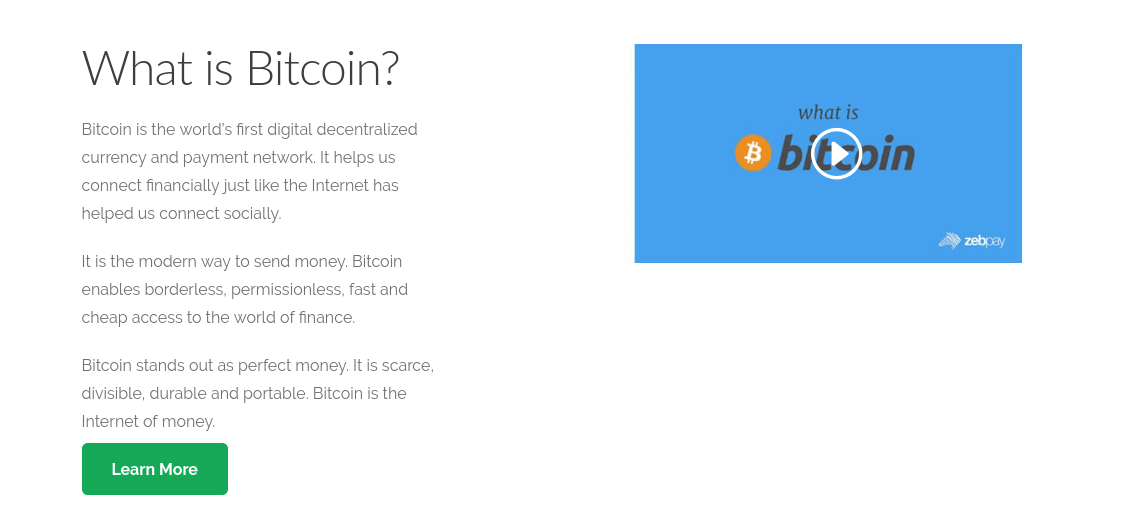 What is Bitcoin?
Bitcoin is the world's first digital decentralized
currency and payment network. It helps us
connect financially just like the Internet has
helped us connect socially.
It is the modern way to send money. Bitcoin
enables borderless, permissionless, fast and
cheap access to the world of finance.
Bitcoin stands out as perfect money. It is scarce,
divisible, durable and portable. Bitcoin is the
Internet of money.
Learn More
what is
bitcoin
zebpay